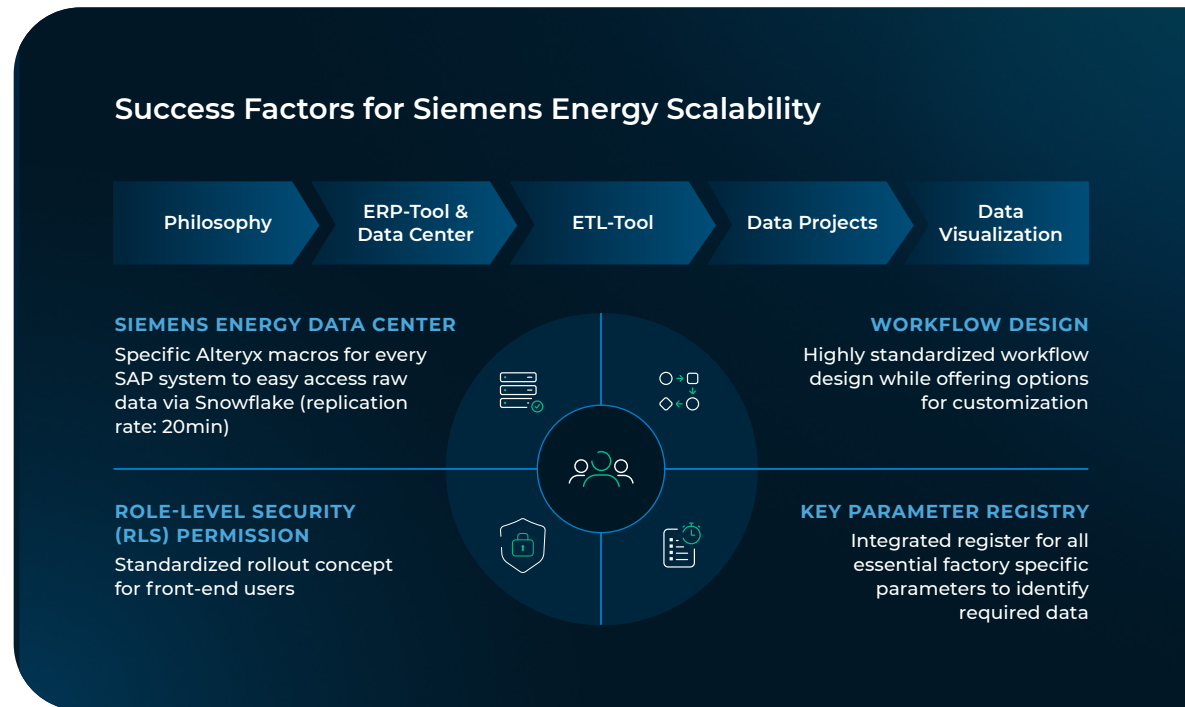 Success Factors for Siemens Energy Scalability
Philosophy
ERP-Tool &
Data Center
ETL-Tool
Data Projects
Data
Visualization
SIEMENS ENERGY DATA CENTER
Specific Alteryx macros for every
SAP system to easy access raw
data via Snowflake (replication
rate: 20min)
WORKFLOW DESIGN
Highly standardized workflow
design while offering options
for customization
ROLE-LEVEL SECURITY
(RLS) PERMISSION
Standardized rollout concept
for front-end users
KEY PARAMETER REGISTRY
Integrated register for all
essential factory specific
parameters to identify
required data